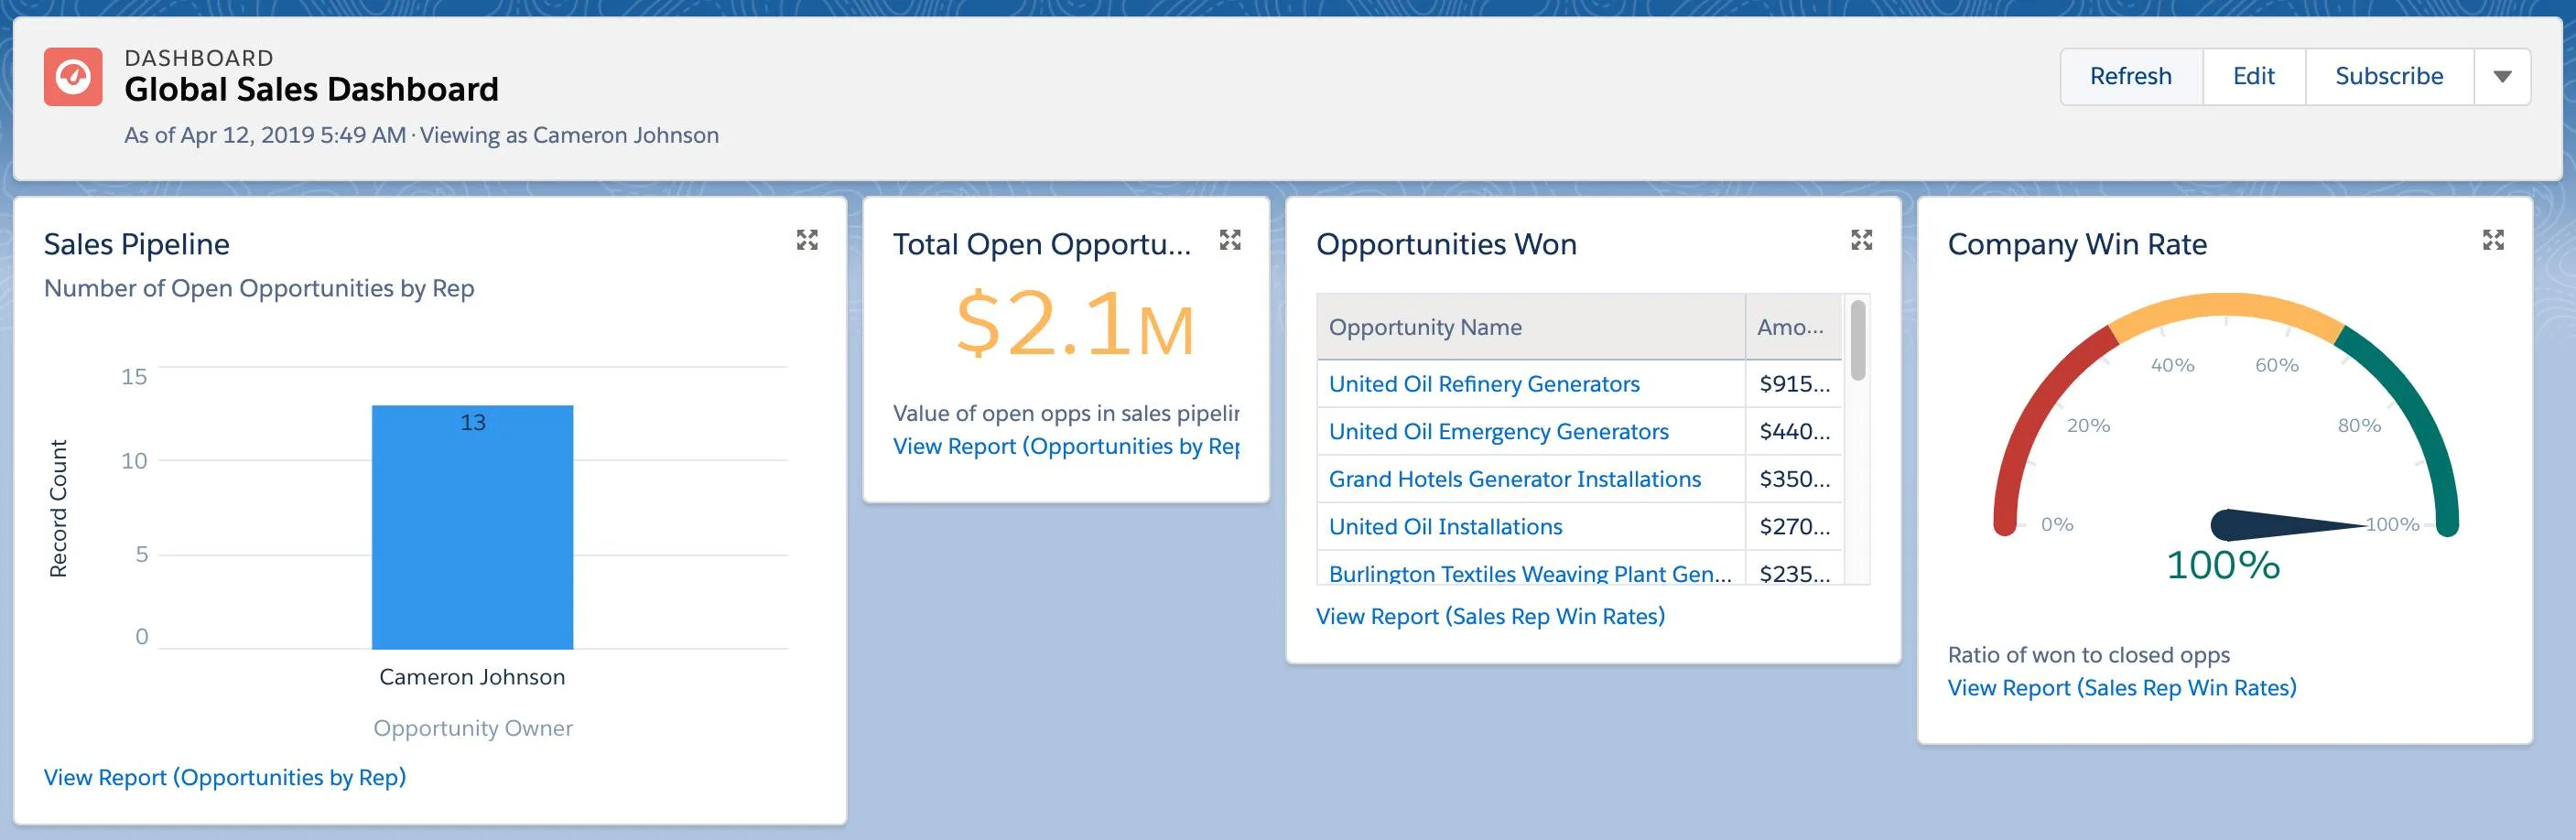 DASHBOARD
Global Sales Dashboard
As of Apr 12, 2019 5:49 AM · Viewing as Cameron Johnson
Refresh
Edit
Subscribe
Sales Pipeline
Number of Open Opportunities by Rep
Record Count
15
10
5
0
13
Cameron Johnson
Opportunity Owner
View Report (Opportunities by Rep)
Total Open Opportu...
$2.1M
Value of open opps in sales pipelin
View Report (Opportunities by Rep
Opportunities Won
Opportunity Name Amo...
United Oil Refinery Generators $915...
United Oil Emergency Generators $440...
Grand Hotels Generator Installations $350...
United Oil Installations $270...
Burlington Textiles Weaving Plant Gen... $235...
View Report (Sales Rep Win Rates)
Company Win Rate
0%
20%
40%
60%
80%
100%
100%
Ratio of won to closed opps
View Report (Sales Rep Win Rates)